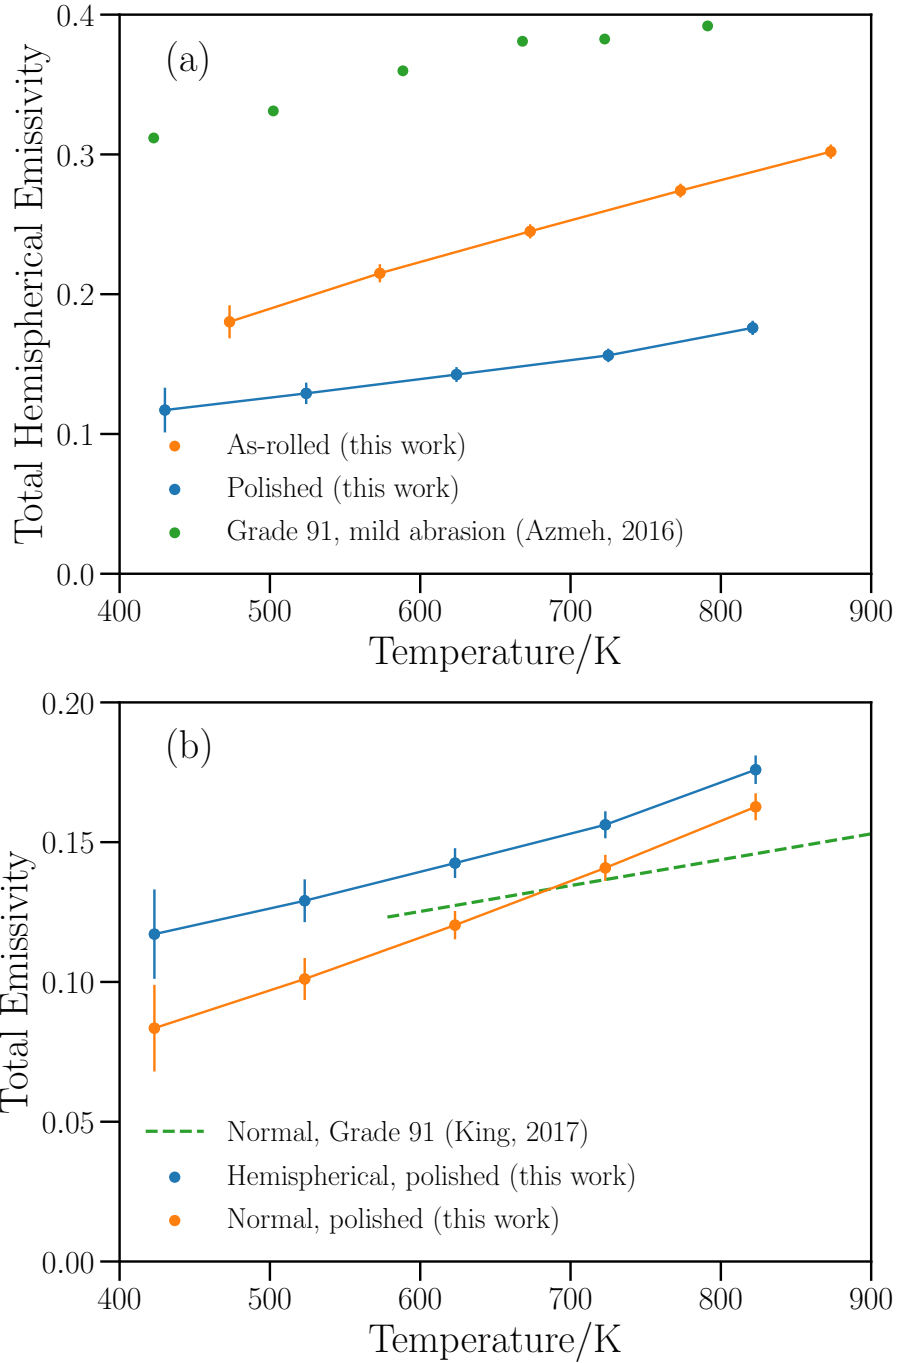 (a)
Total Hemispherical Emissivity
0.4
0.3
0.2
0.1
0.0
As-rolled (this work)
Polished (this work)
Grade 91, mild abrasion (Azmeh, 2016)
400 500 600 700 800 900
Temperature/K
(b)
Total Emissivity
0.20
0.15
0.10
0.05
0.00
Normal, Grade 91 (King, 2017)
Hemispherical, polished (this work)
Normal, polished (this work)
400 500 600 700 800 900
Temperature/K